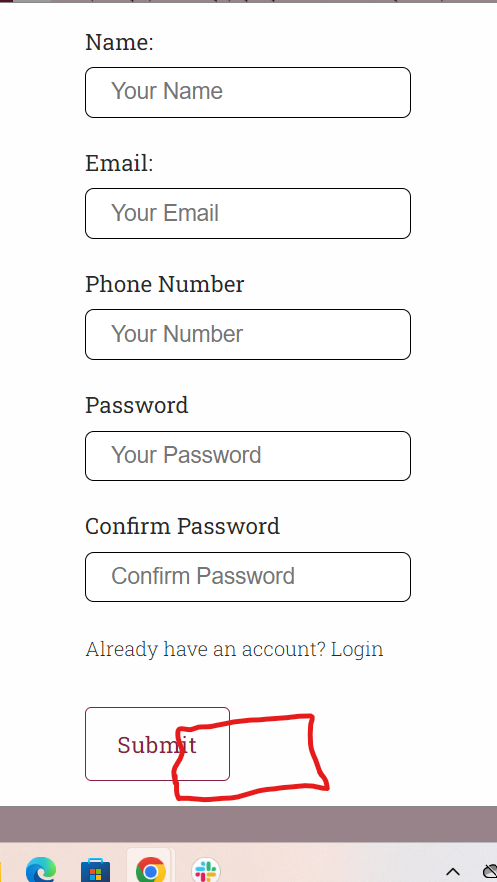 Name:
Your Name
Email:
Your Email
Phone Number
Your Number
Password
Your Password
Confirm Password
Confirm Password
Already have an account? Login
Submit